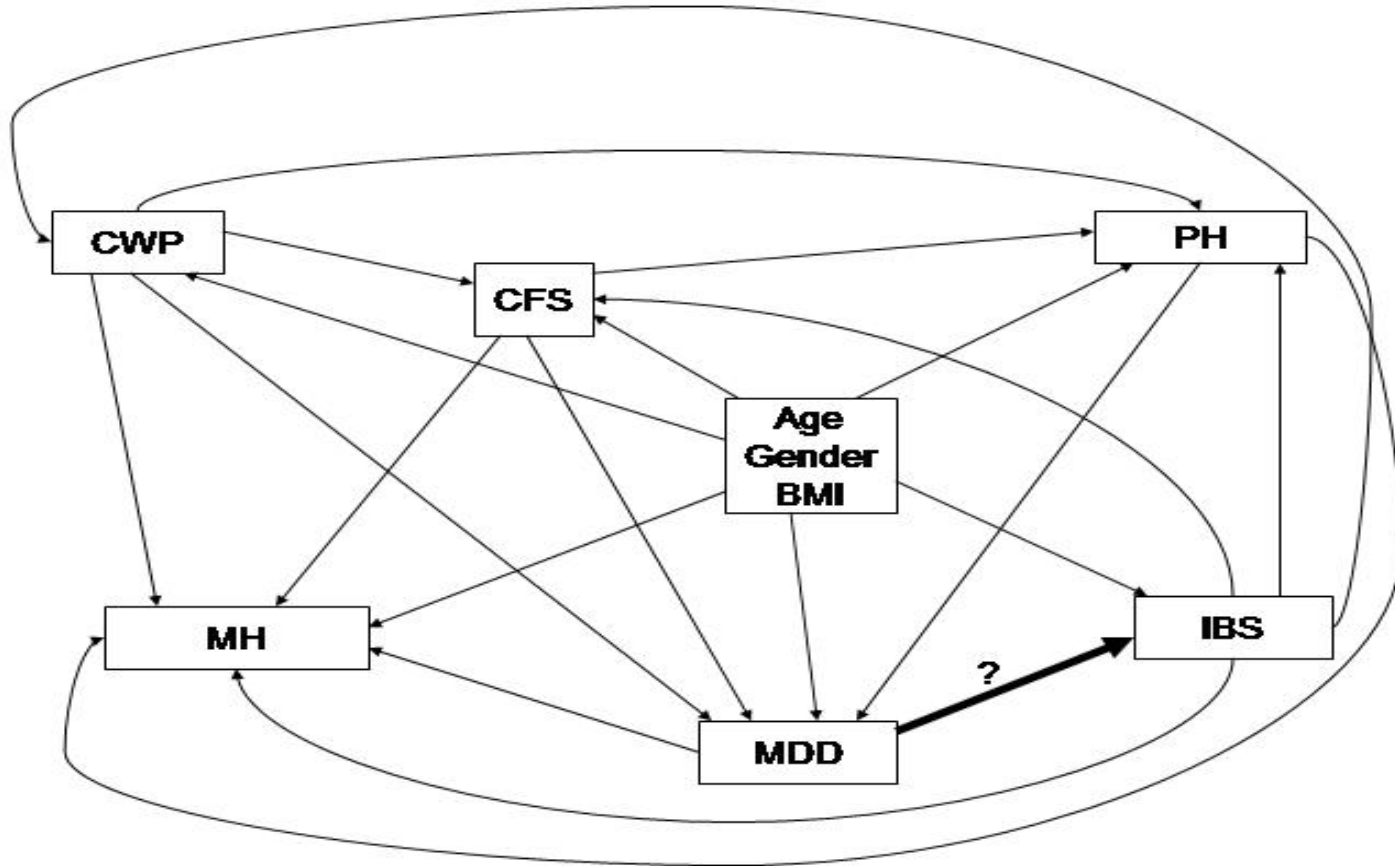 CWP
PH
CFS
Age
Gender
BMI
MH
IBS
?
MDD